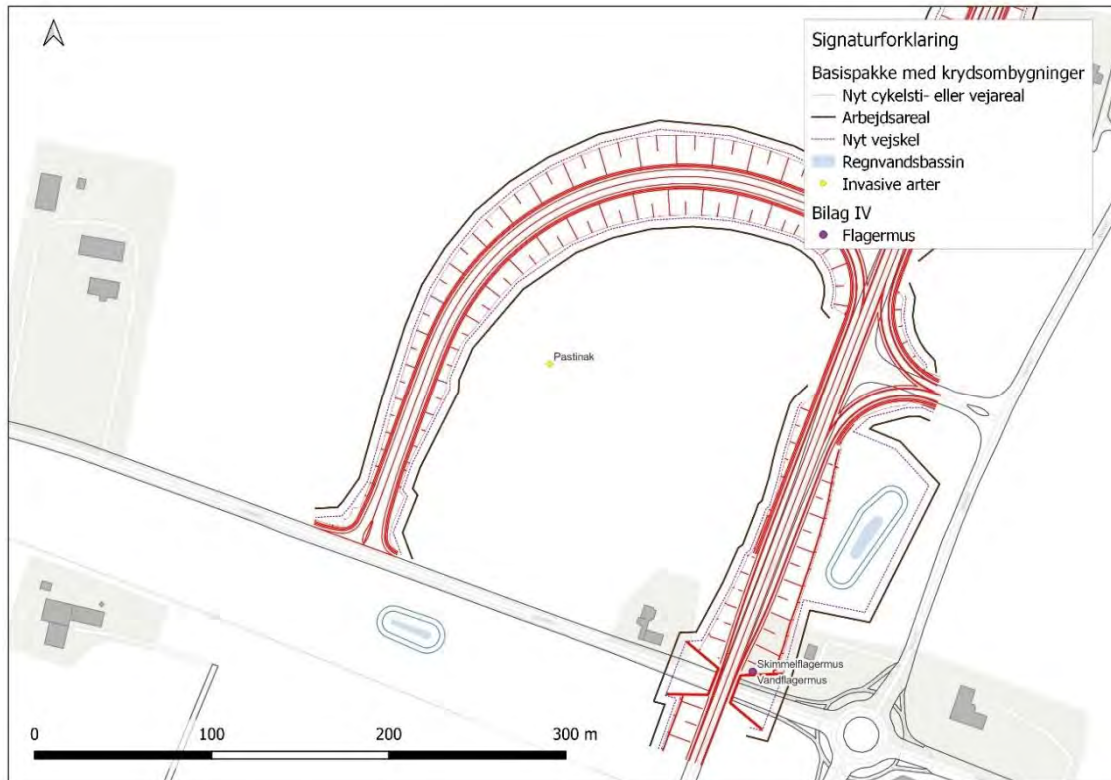 Signaturforklaring
Basispakke med krydsombygninger
Nyt cykelsti- eller vejareal
Arbejdsareal
Nyt vejskel
Regnvandsbassin
Invasive arter
Bilag IV
Flagermus
Pastinak
Skimmelflagermus
Vandflagermus
0 100 200 300 m